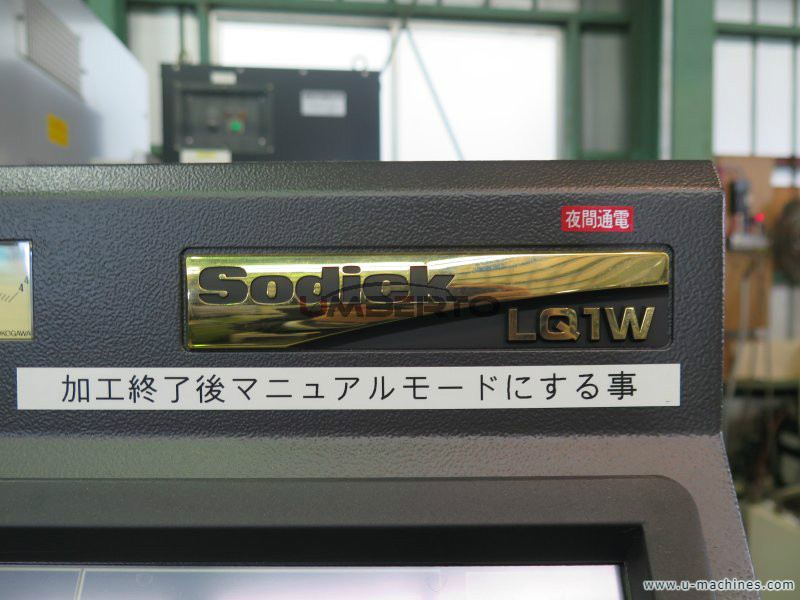 夜間通電
Sodick
UMBERTO
LQ1W
加工終了後マニュアルモードにする事
www.u-machines.com